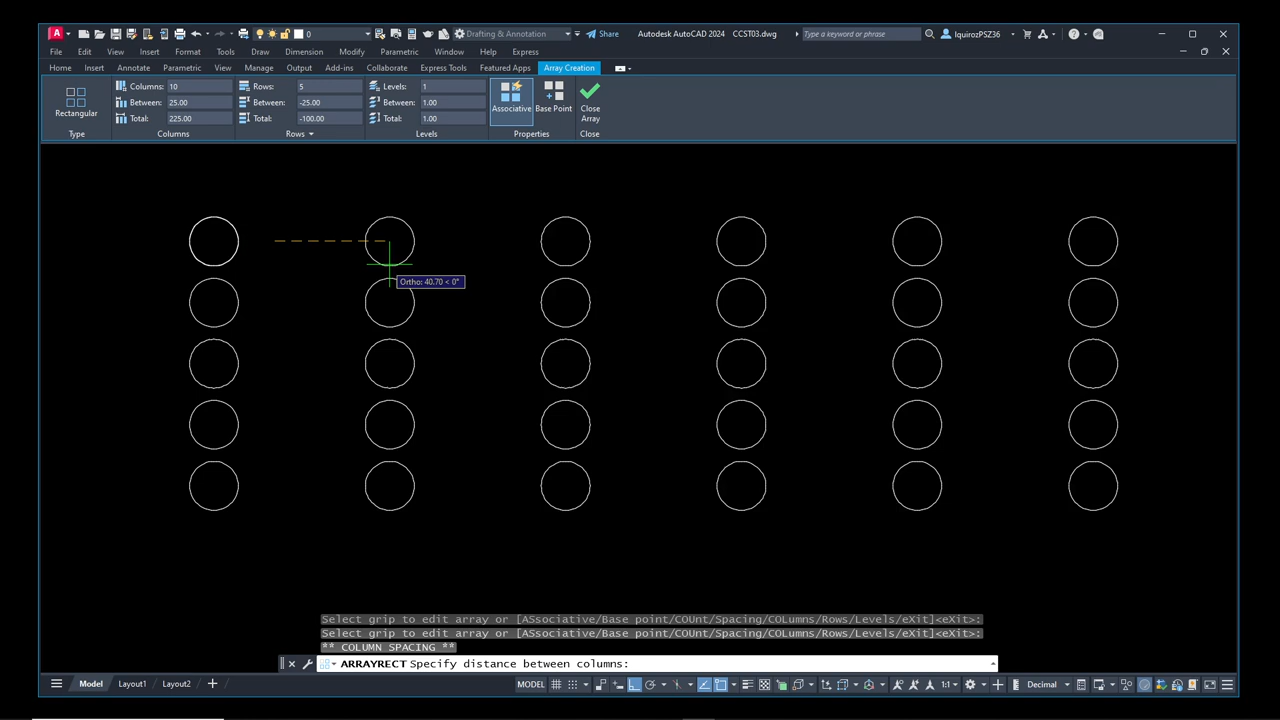 A 0 Drafting & Annotation Share Autodesk AutoCAD 2024 CCST03.dwg Type a keyword or phrase IquirozPSZ36
File Edit View Insert Format Tools Draw Dimension Modify Parametric Window Help Express
Home Insert Annotate Parametric View Manage Output Add-ins Collaborate Express Tools Featured Apps Array Creation
Columns: 10 Rows: 5 Levels: 1
Between: 25.00 Between: -25.00 Between: 1.00
Rectangular Associative Base Point Close Array
Total: 225.00 Total: -100.00 Total: 1.00
Type Columns Rows Levels Properties Close
Ortho: 40.70 < 0°
Select grip to edit array or [ASsociative/Base point/COUnt/Spacing/COLumns/Rows/Levels/eXit]<eXit>:
Select grip to edit array or [ASsociative/Base point/COUnt/Spacing/COLumns/Rows/Levels/eXit]<eXit>:
** COLUMN SPACING **
ARRAYRECT Specify distance between columns:
Model Layout1 Layout2 MODEL 1:1 Decimal